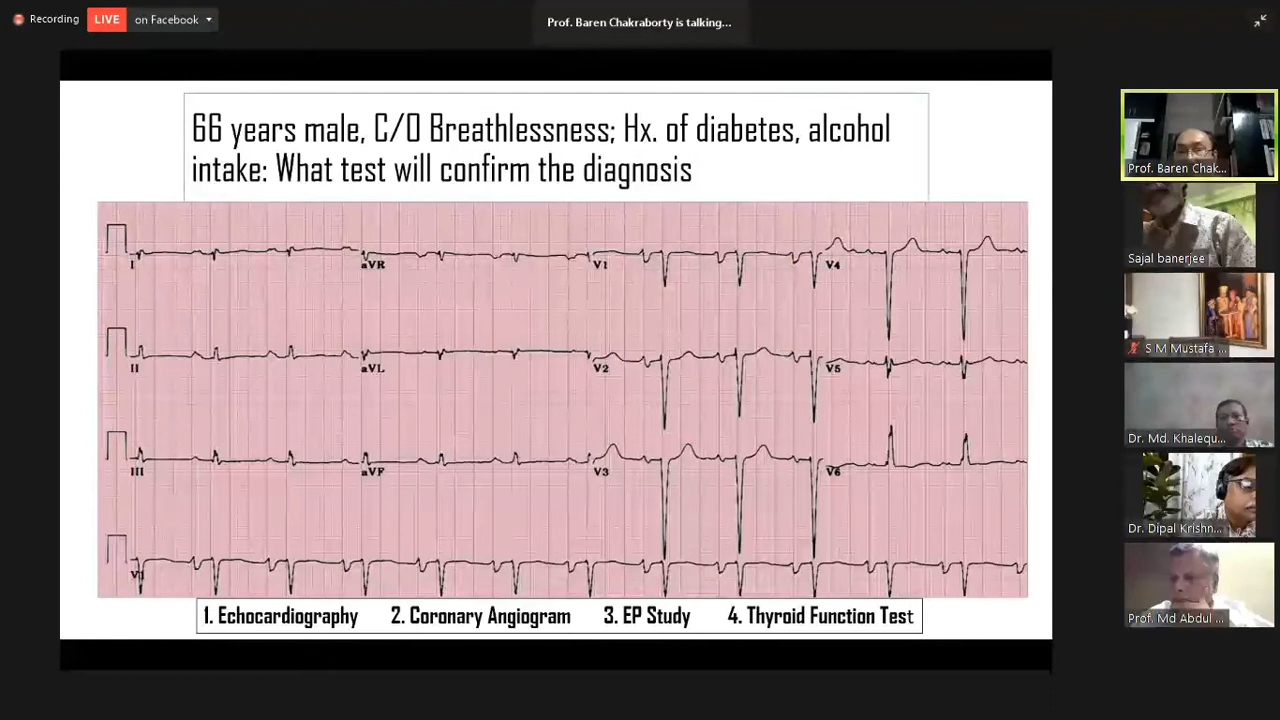 Recording
LIVE on Facebook
Prof. Baren Chakraborty is talking...
66 years male, C/O Breathlessness; Hx. of diabetes, alcohol
intake: What test will confirm the diagnosis
I
aVR
V1
V4
II
aVL
V2
V5
III
aVF
V3
V6
V1
1. Echocardiography 2. Coronary Angiogram 3. EP Study 4. Thyroid Function Test
Prof. Baren Chak...
Sajal banerjee
S M Mustafa ...
Dr. Md. Khalequ...
Dr. Dipal Krishn...
Prof. Md Abdul ...